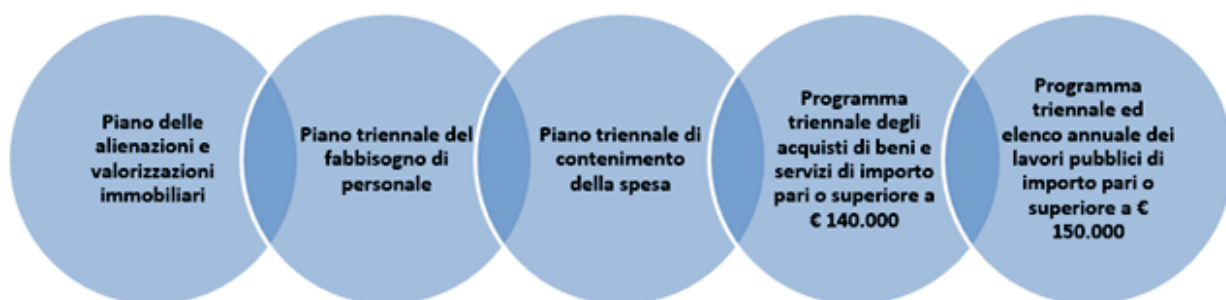 Piano delle
alienazioni e
valorizzazioni
immobiliari
Piano triennale del
fabbisogno di
personale
Piano triennale di
contenimento
della spesa
Programma
triennale degli
acquisti di beni e
servizi di importo
pari o superiore a
€ 140.000
Programma
triennale ed
elenco annuale dei
lavori pubblici di
importo pari o
superiore a €
150.000